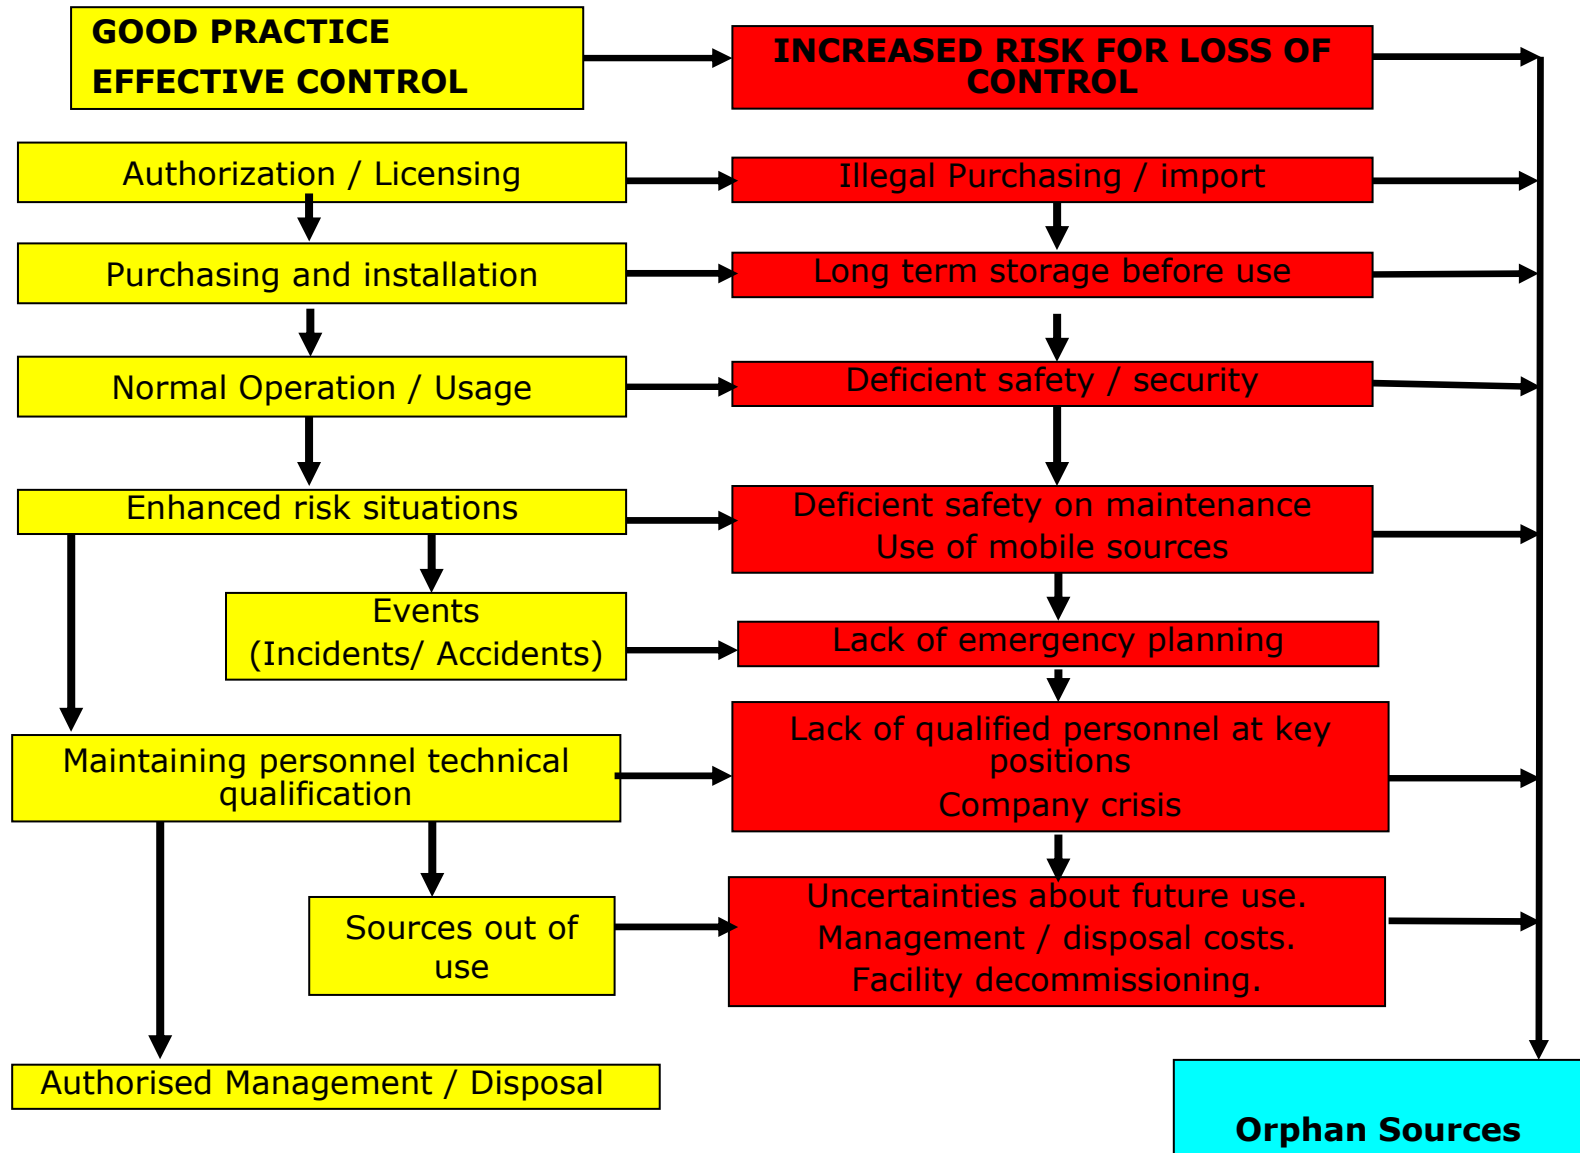 GOOD PRACTICE
EFFECTIVE CONTROL
INCREASED RISK FOR LOSS OF
CONTROL
Authorization / Licensing
Illegal Purchasing / import
Purchasing and installation
Long term storage before use
Normal Operation / Usage
Deficient safety / security
Enhanced risk situations
Deficient safety on maintenance
Use of mobile sources
Events
(Incidents/ Accidents)
Lack of emergency planning
Maintaining personnel technical
qualification
Lack of qualified personnel at key
positions
Company crisis
Sources out of
use
Uncertainties about future use.
Management / disposal costs.
Facility decommissioning.
Authorised Management / Disposal
Orphan Sources